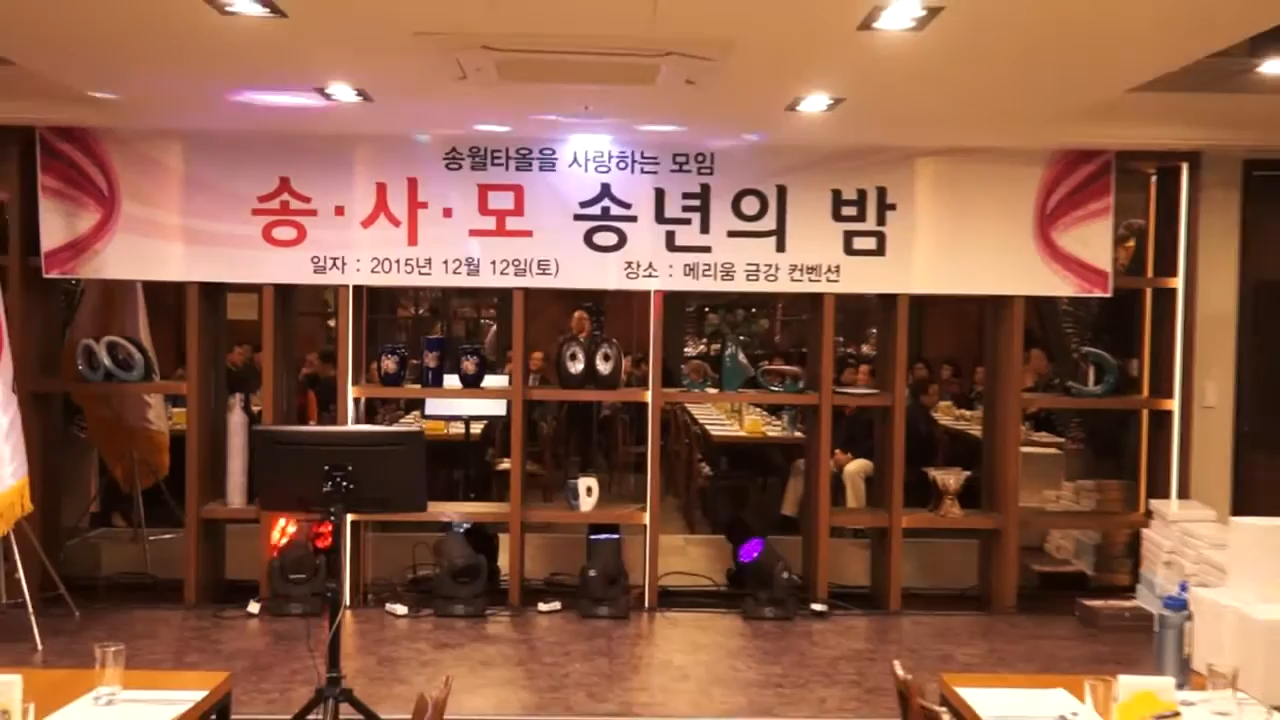 송월타올을 사랑하는 모임
송·사·모 송년의 밤
일자 : 2015년 12월 12일(토) 장소 : 메리움 금강 컨벤션